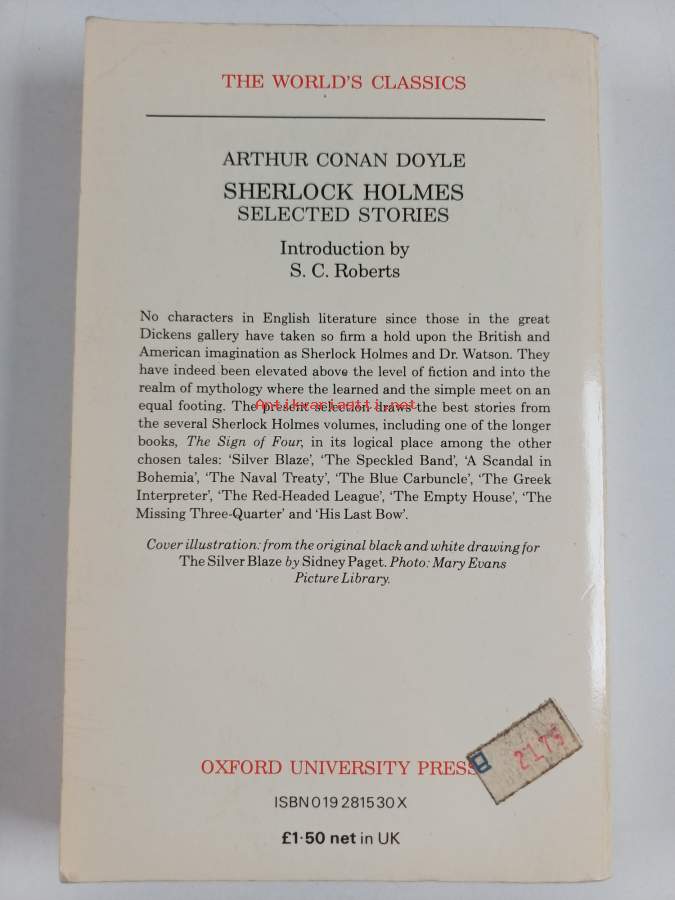 THE WORLD'S CLASSICS
ARTHUR CONAN DOYLE
SHERLOCK HOLMES
SELECTED STORIES
Introduction by
S. C. Roberts
No characters in English literature since those in the great
Dickens gallery have taken so firm a hold upon the British and
American imagination as Sherlock Holmes and Dr. Watson. They
have indeed been elevated above the level of fiction and into the
realm of mythology where the learned and the simple meet on an
equal footing. The present selection draws the best stories from
Antikvariaatti.net
the several Sherlock Holmes volumes, including one of the longer
books, The Sign of Four, in its logical place among the other
chosen tales: 'Silver Blaze', 'The Speckled Band', 'A Scandal in
Bohemia', 'The Naval Treaty', 'The Blue Carbuncle', 'The Greek
Interpreter', 'The Red-Headed League', 'The Empty House', 'The
Missing Three-Quarter' and 'His Last Bow'.
Cover illustration: from the original black and white drawing for
The Silver Blaze by Sidney Paget. Photo: Mary Evans
Picture Library.
21.75
OXFORD UNIVERSITY PRESS
ISBN 0 19 281530 X
£1·50 net in UK